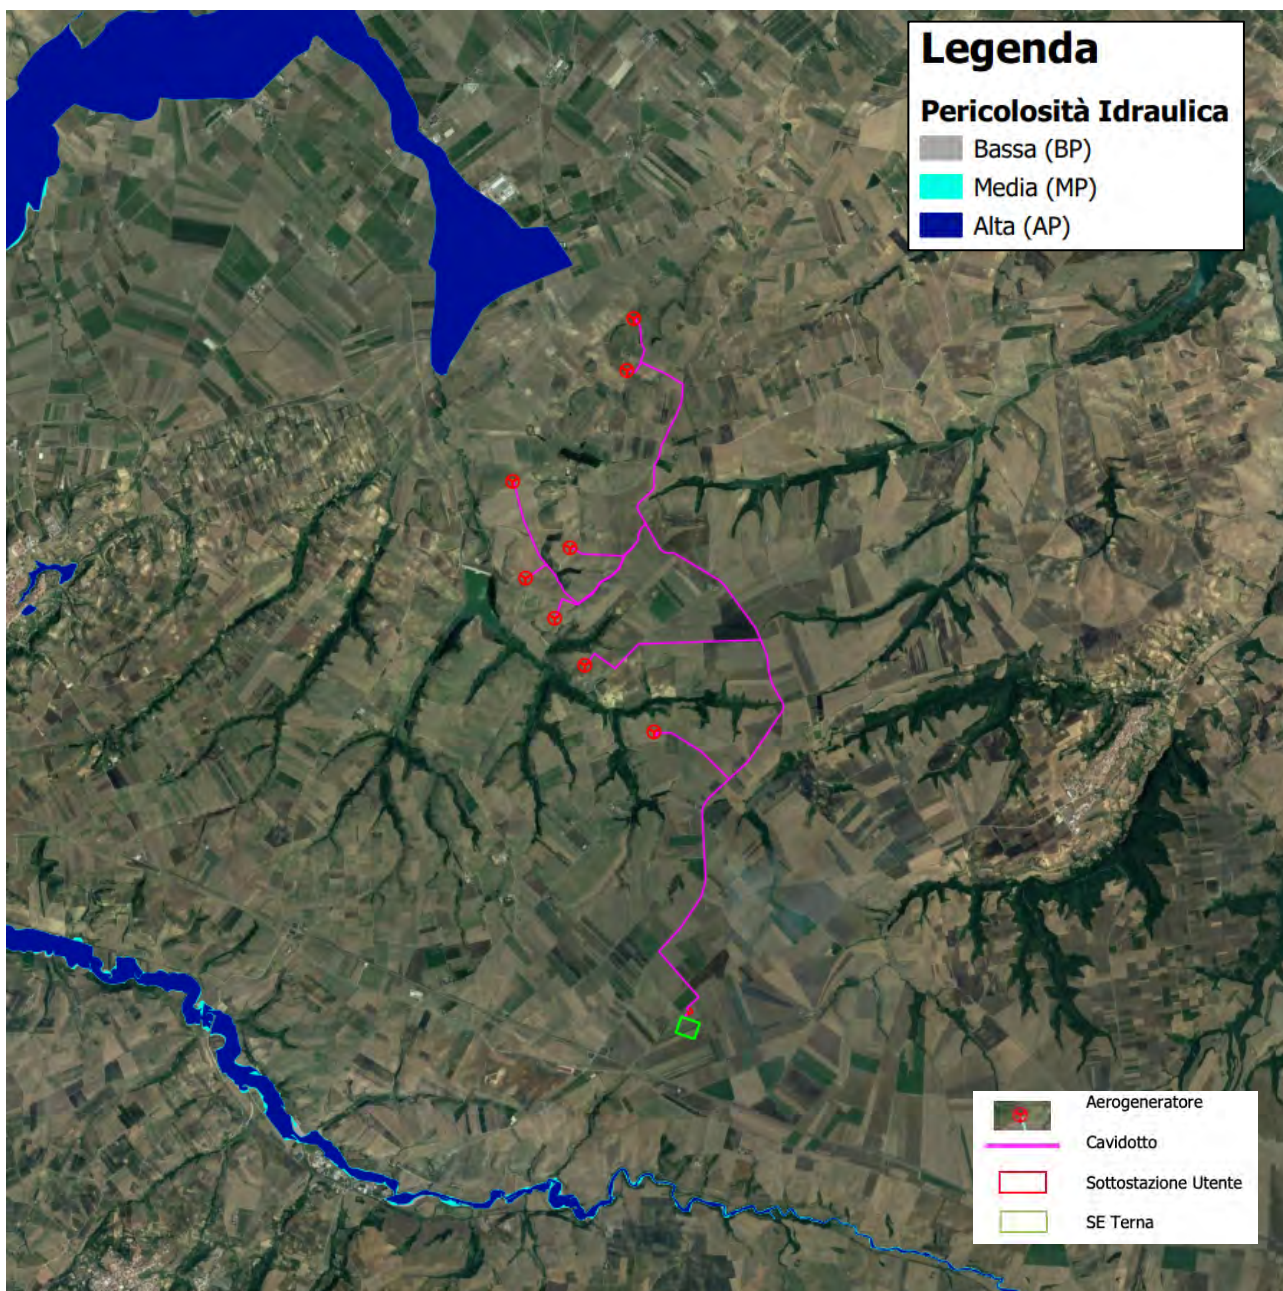 Legenda
Pericolosità Idraulica
Bassa (BP)
Media (MP)
Alta (AP)
Aerogeneratore
Cavidotto
Sottostazione Utente
SE Terna